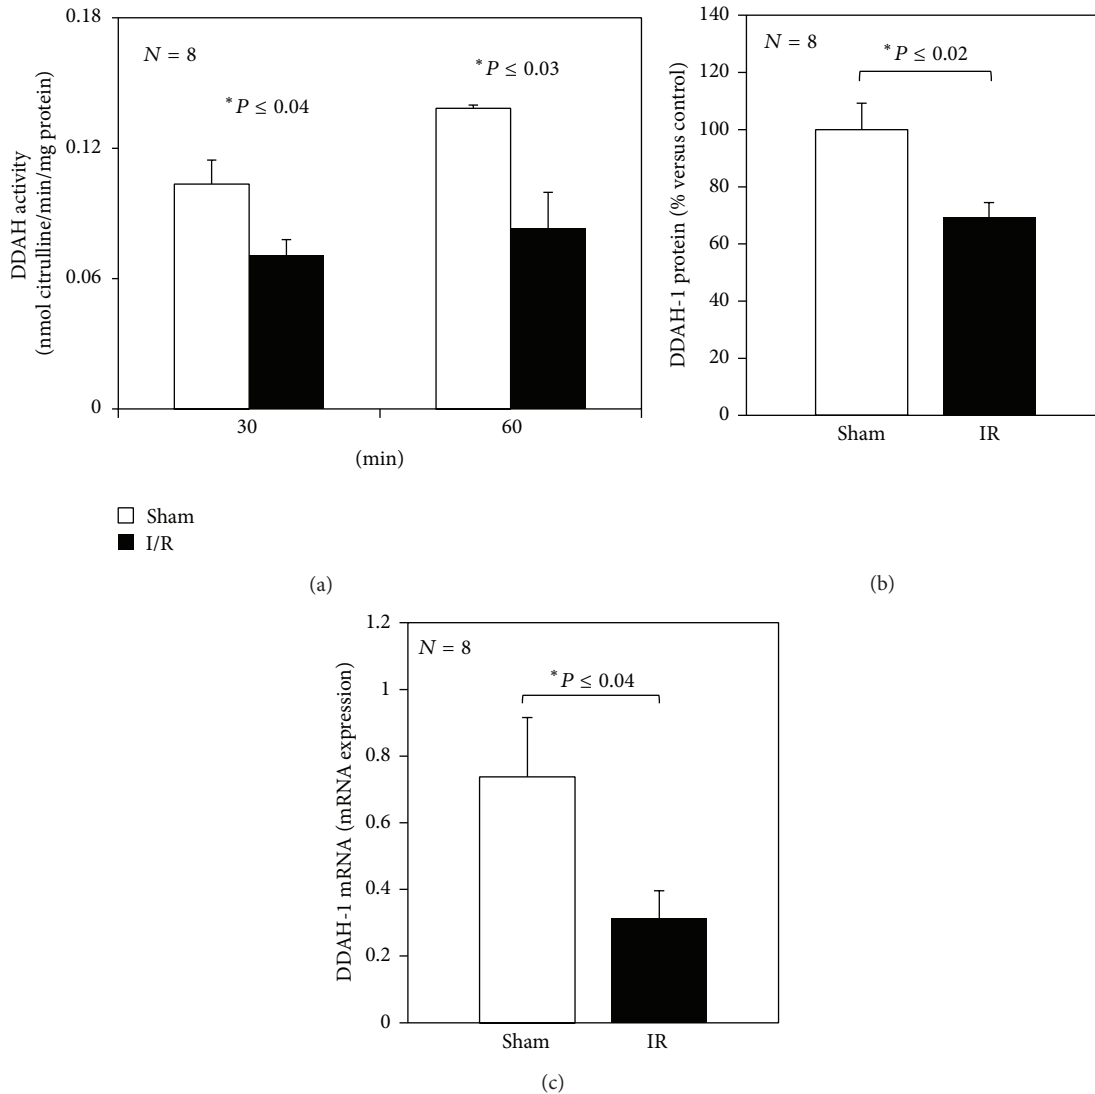 0.18
0.12
0.06
0
DDAH activity
(nmol citrulline/min/mg protein)
N = 8
*P ≤ 0.04
*P ≤ 0.03
30
60
(min)
Sham
I/R
(a)
140
120
100
80
60
40
20
0
DDAH-1 protein (% versus control)
N = 8
*P ≤ 0.02
Sham
IR
(b)
1.2
1
0.8
0.6
0.4
0.2
0
DDAH-1 mRNA (mRNA expression)
N = 8
*P ≤ 0.04
Sham
IR
(c)